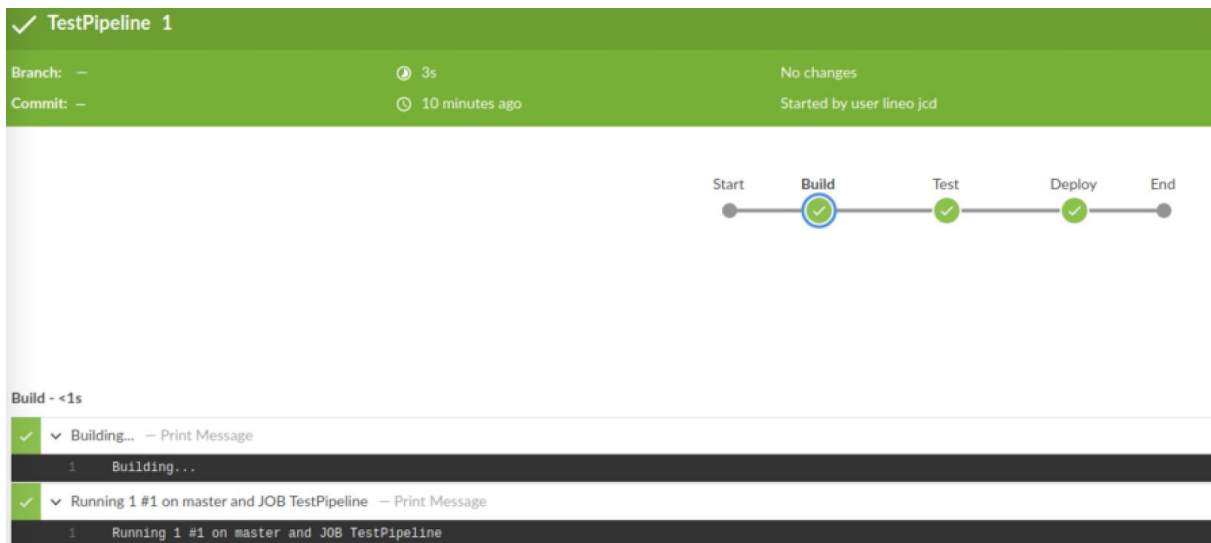 TestPipeline 1
Branch: — 3s No changes
Commit: — 10 minutes ago Started by user lineo jcd
Start Build Test Deploy End
Build - <1s
Building... — Print Message
1 Building...
Running 1 #1 on master and JOB TestPipeline — Print Message
1 Running 1 #1 on master and JOB TestPipeline